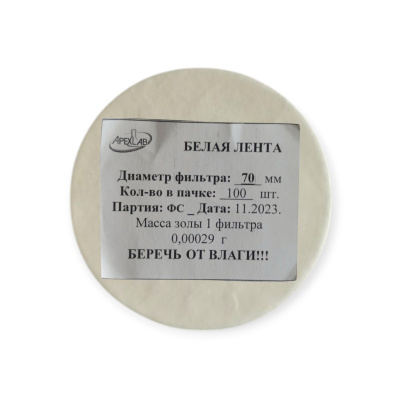 APEXLAB
БЕЛАЯ ЛЕНТА
Диаметр фильтра: 70 мм
Кол-во в пачке: 100 шт.
Партия: ФС _ Дата: 11.2023.
Масса золы 1 фильтра
0,00029 г
БЕРЕЧЬ ОТ ВЛАГИ!!!